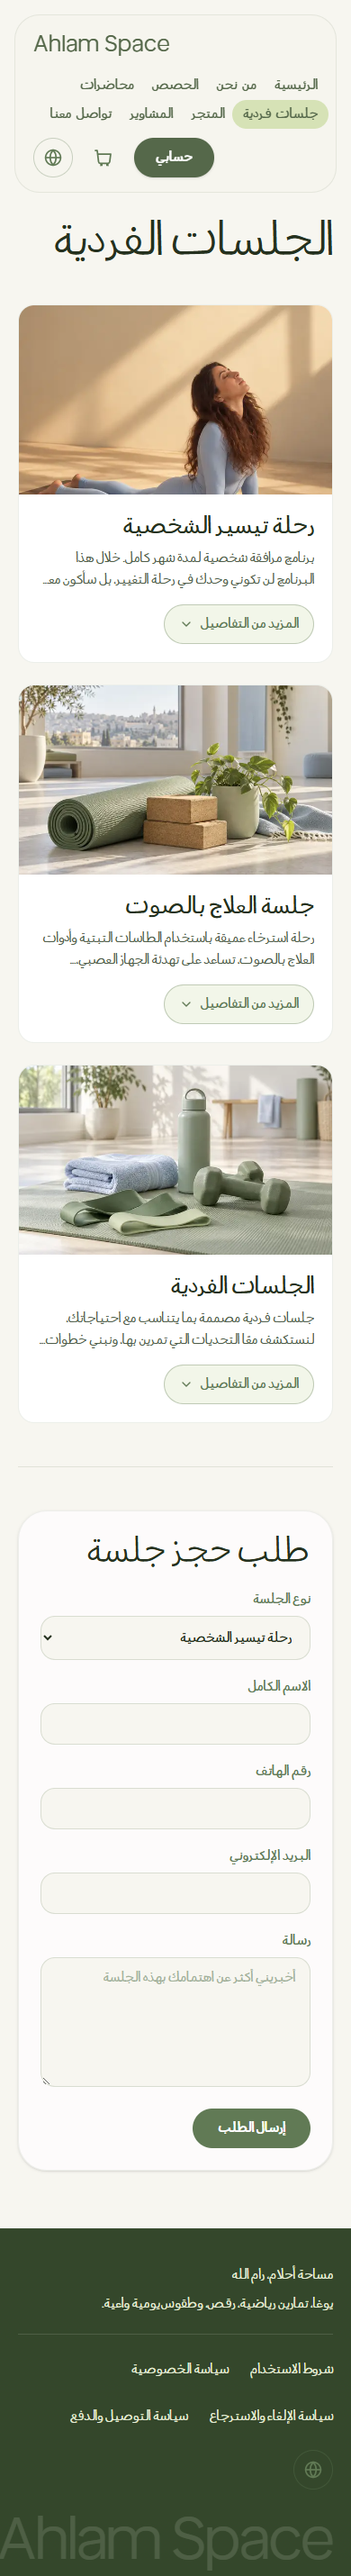 Ahlam Space
الرئيسية من نحن الحصص محاضرات
جلسات فردية المتجر المشاوير تواصل معنا
حسابي
الجلسات الفردية
رحلة تيسير الشخصية
برنامج مرافقة شخصية لمدة شهر كامل. خلال هذا
البرنامج لن تكوني وحدك في رحلة التغيير، بل سأكون مع...
المزيد من التفاصيل
جلسة العلاج بالصوت
رحلة استرخاء عميقة باستخدام الطاسات التبتية وأدوات
العلاج بالصوت، تساعد على تهدئة الجهاز العصبي،...
المزيد من التفاصيل
الجلسات الفردية
جلسات فردية مصممة بما يتناسب مع احتياجاتك،
لنستكشف معًا التحديات التي تمرين بها، ونبني خطوات...
المزيد من التفاصيل
طلب حجز جلسة
نوع الجلسة
رحلة تيسير الشخصية
الاسم الكامل
رقم الهاتف
البريد الإلكتروني
رسالة
أخبريني أكثر عن اهتمامك بهذه الجلسة
إرسال الطلب
مساحة أحلام، رام الله
يوغا، تمارين رياضية، رقص، وطقوس يومية واعية.
شروط الاستخدام سياسة الخصوصية
سياسة الإلغاء والاسترجاع سياسة التوصيل والدفع
Ahlam Space